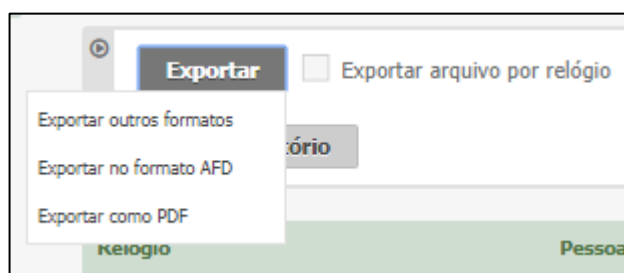 Exportar Exportar arquivo por relógio
Exportar outros formatos
Exportar no formato AFD
Exportar como PDF
Relógio Pessoa